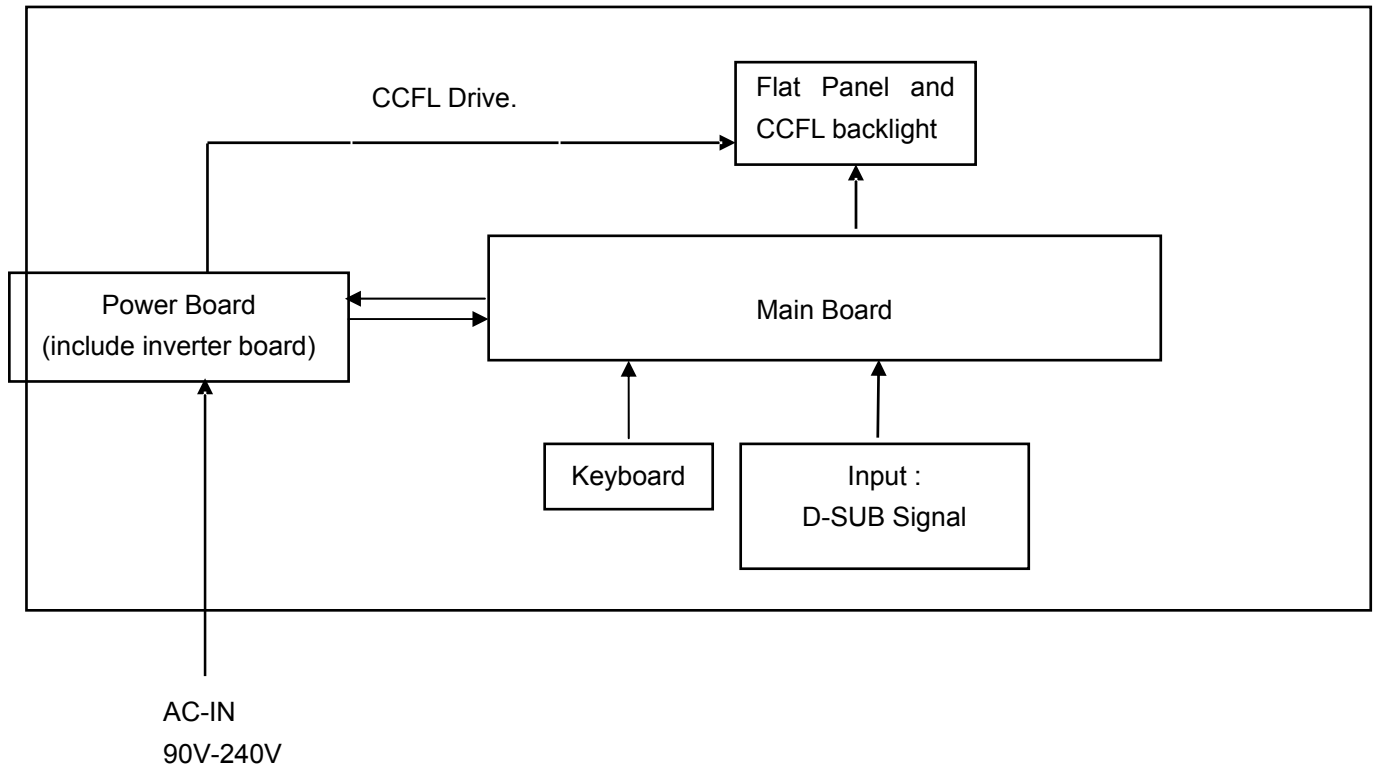 CCFL Drive.
Flat Panel and
CCFL backlight
Power Board
(include inverter board)
Main Board
Keyboard
Input :
D-SUB Signal
AC-IN
90V-240V